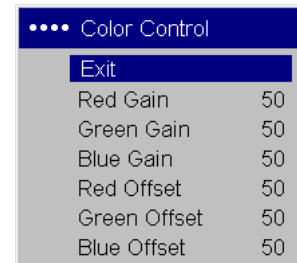 •••• Color Control
Exit
Red Gain 50
Green Gain 50
Blue Gain 50
Red Offset 50
Green Offset 50
Blue Offset 50